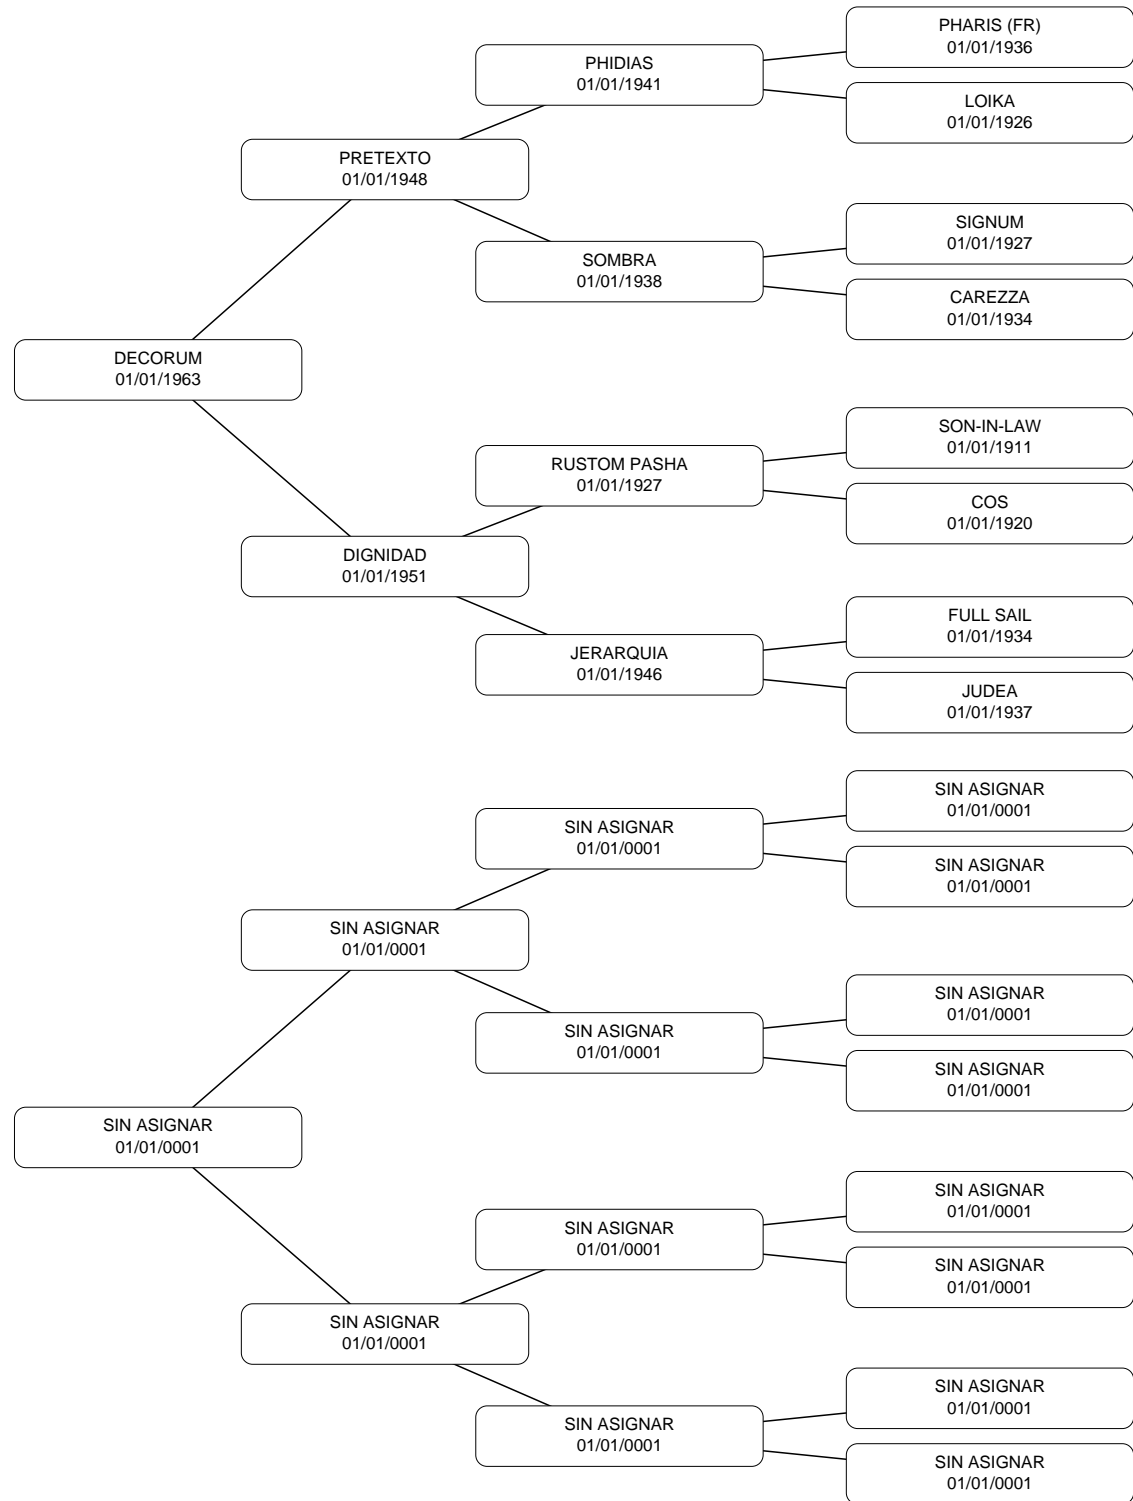 PHARIS (FR)
01/01/1936
PHIDIAS
01/01/1941
LOIKA
01/01/1926
PRETEXTO
01/01/1948
SIGNUM
01/01/1927
SOMBRA
01/01/1938
CAREZZA
01/01/1934
DECORUM
01/01/1963
SON-IN-LAW
01/01/1911
RUSTOM PASHA
01/01/1927
COS
01/01/1920
DIGNIDAD
01/01/1951
FULL SAIL
01/01/1934
JERARQUIA
01/01/1946
JUDEA
01/01/1937
SIN ASIGNAR
01/01/0001
SIN ASIGNAR
01/01/0001
SIN ASIGNAR
01/01/0001
SIN ASIGNAR
01/01/0001
SIN ASIGNAR
01/01/0001
SIN ASIGNAR
01/01/0001
SIN ASIGNAR
01/01/0001
SIN ASIGNAR
01/01/0001
SIN ASIGNAR
01/01/0001
SIN ASIGNAR
01/01/0001
SIN ASIGNAR
01/01/0001
SIN ASIGNAR
01/01/0001
SIN ASIGNAR
01/01/0001
SIN ASIGNAR
01/01/0001
SIN ASIGNAR
01/01/0001